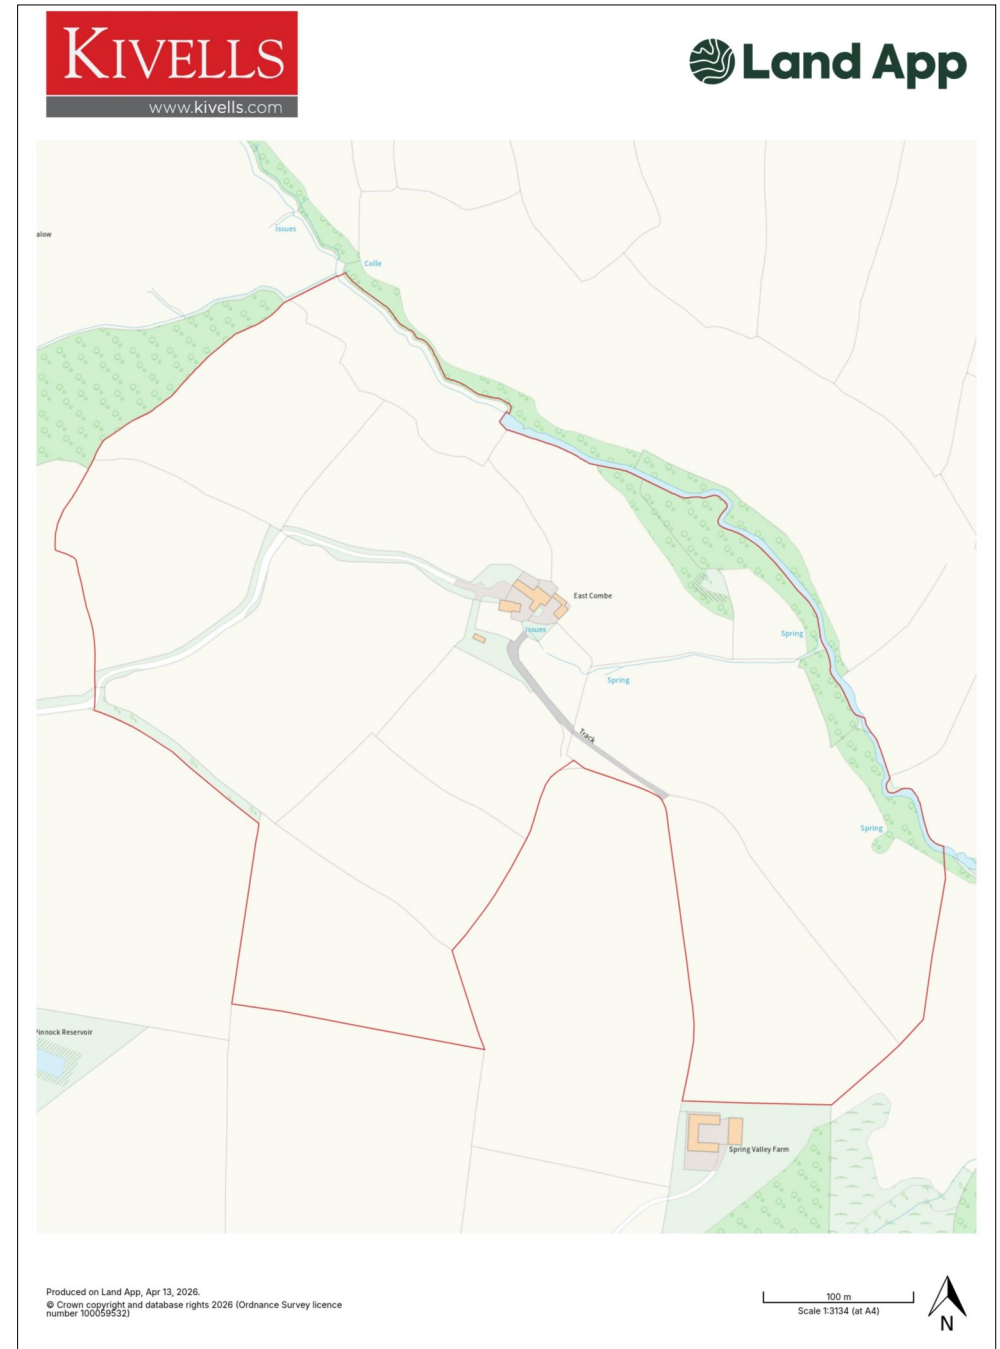 KIVELLS
www.kivells.com
Land App
Issues
alow
Colle
East Combe
Issues
Spring
Spring
Track
Spring
Pinnock Reservoir
Spring Valley Farm
Produced on Land App, Apr 13, 2026.
© Crown copyright and database rights 2026 (Ordnance Survey licence
number 100059532)
100 m
Scale 1:3134 (at A4)
N